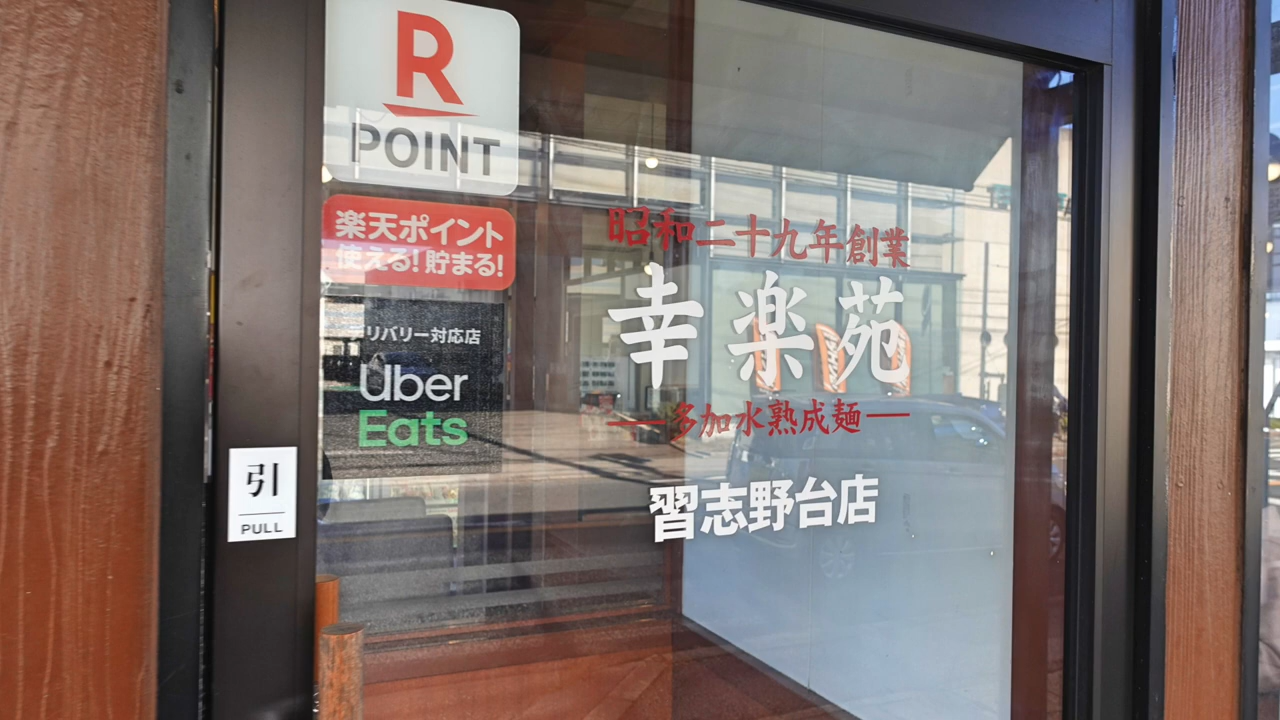 R
POINT
楽天ポイント
使える!貯まる!
デリバリー対応店
Uber
Eats
引
PULL
昭和二十九年創業
幸楽苑
多加水熟成麺
習志野台店